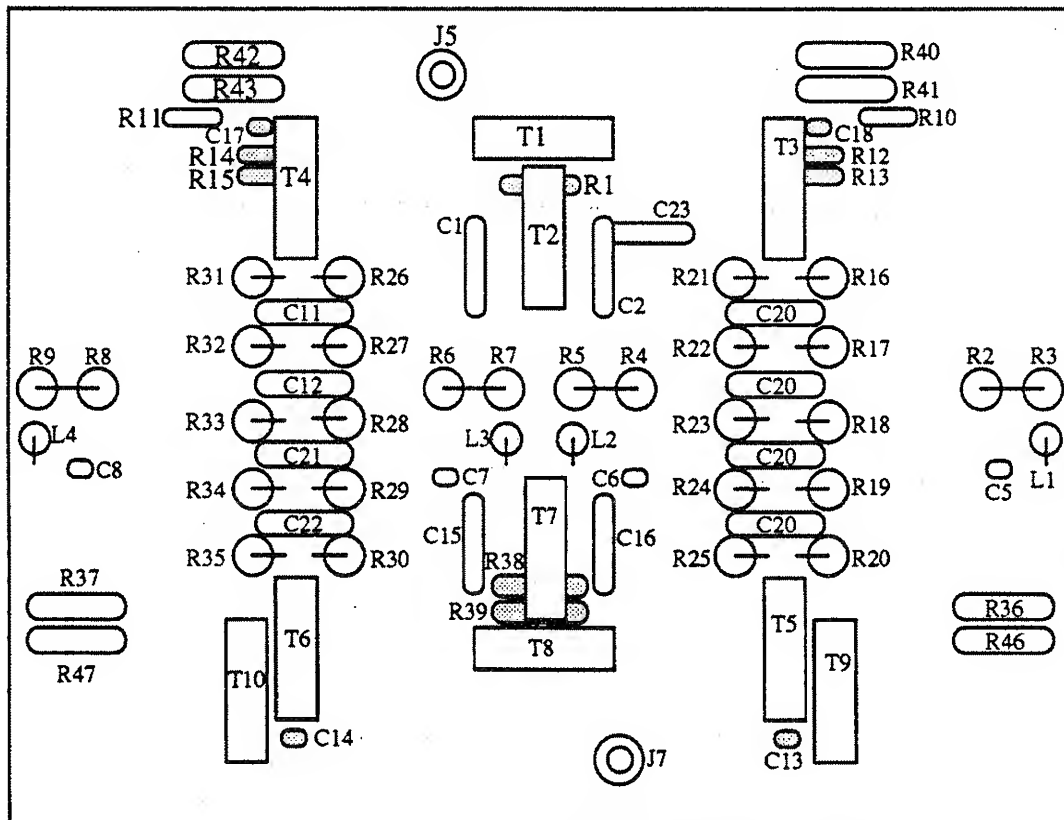 J5
R42
R40
R43
R41
R11
R10
C17
T1
C18
R14
T3
R12
R15
T4
R13
R1
C1
T2
C23
R31
R26
R21
R16
C11
C2
C20
R32
R27
R22
R17
R9
R8
R6
R7
R5
R4
R2
R3
C12
C20
R33
R28
R23
R18
L4
L3
L2
C21
C20
C8
C7
C6
C5
L1
R34
R29
R24
R19
C22
T7
C20
C15
C16
R35
R30
R38
R25
R20
R37
R39
R36
T6
T8
T5
R46
R47
T10
T9
C14
J7
C13